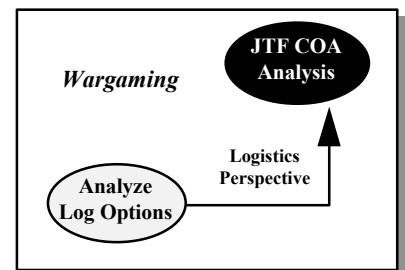 JTF COA
Analysis
Wargaming
Logistics
Perspective
Analyze
Log Options